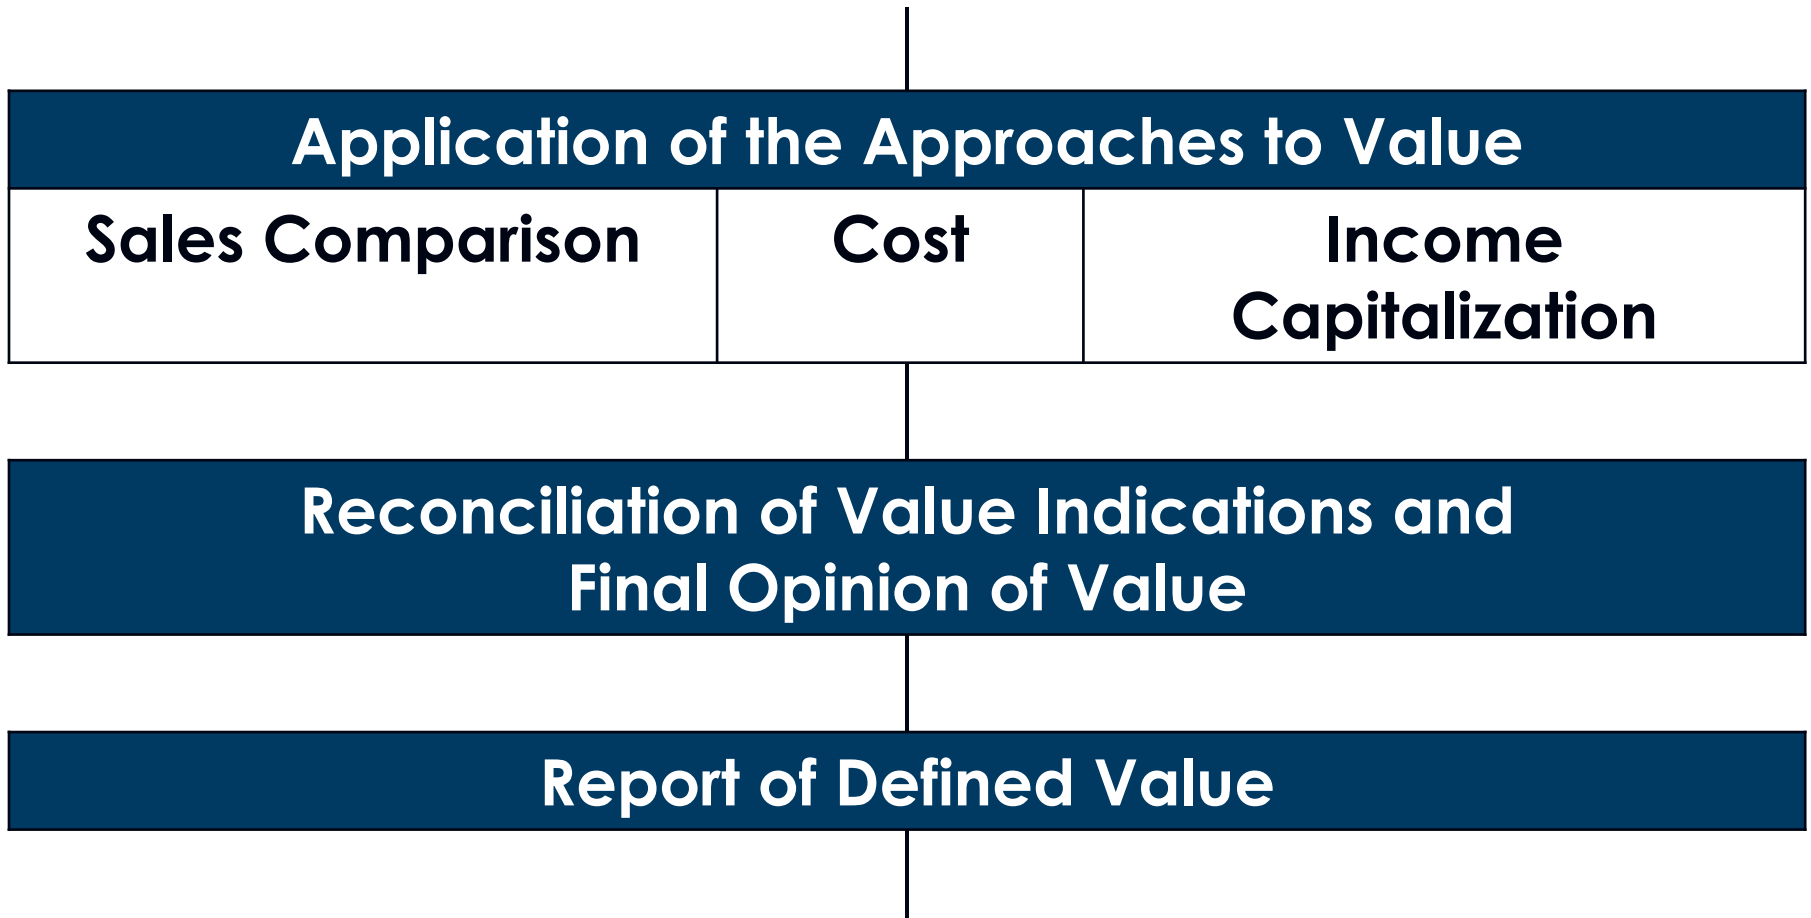 Application of the Approaches to Value
Sales Comparison
Cost
Income
Capitalization
Reconciliation of Value Indications and
Final Opinion of Value
Report of Defined Value